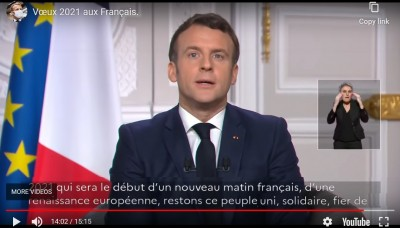 Vœux 2021 aux Français.
Copy link
MORE VIDEOS
2021 qui sera le début d'un nouveau matin français, d'une
renaissance européenne, restons ce peuple uni, solidaire, fier de
14:02 / 15:15
YouTube